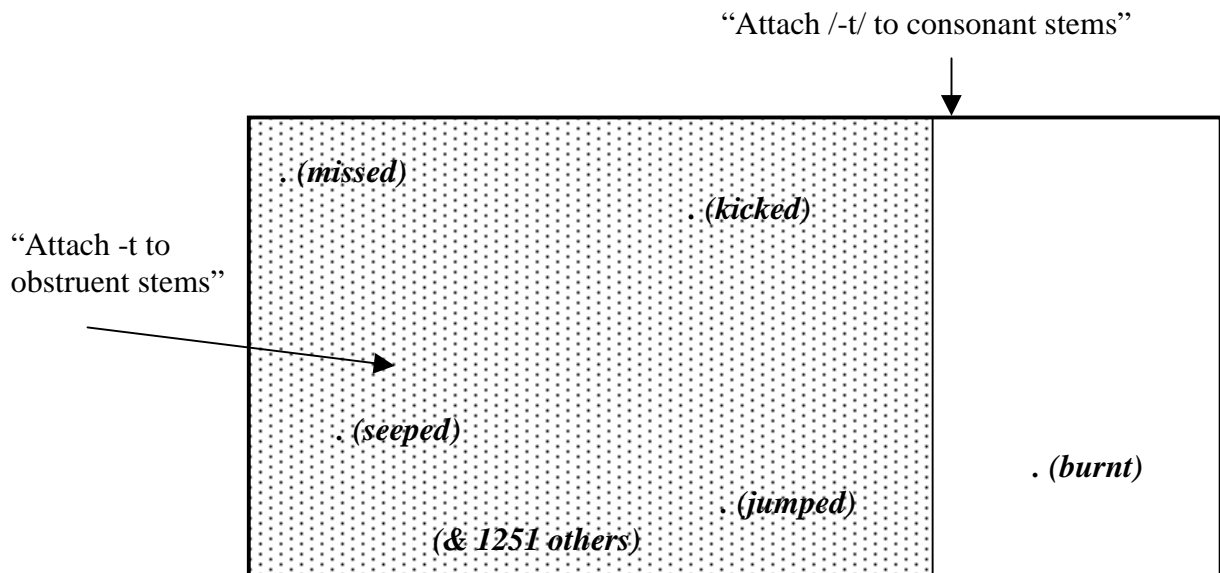 “Attach /-t/ to consonant stems”
. (missed)
. (kicked)
“Attach -t to
obstruent stems”
. (seeped)
. (burnt)
. (jumped)
(& 1251 others)